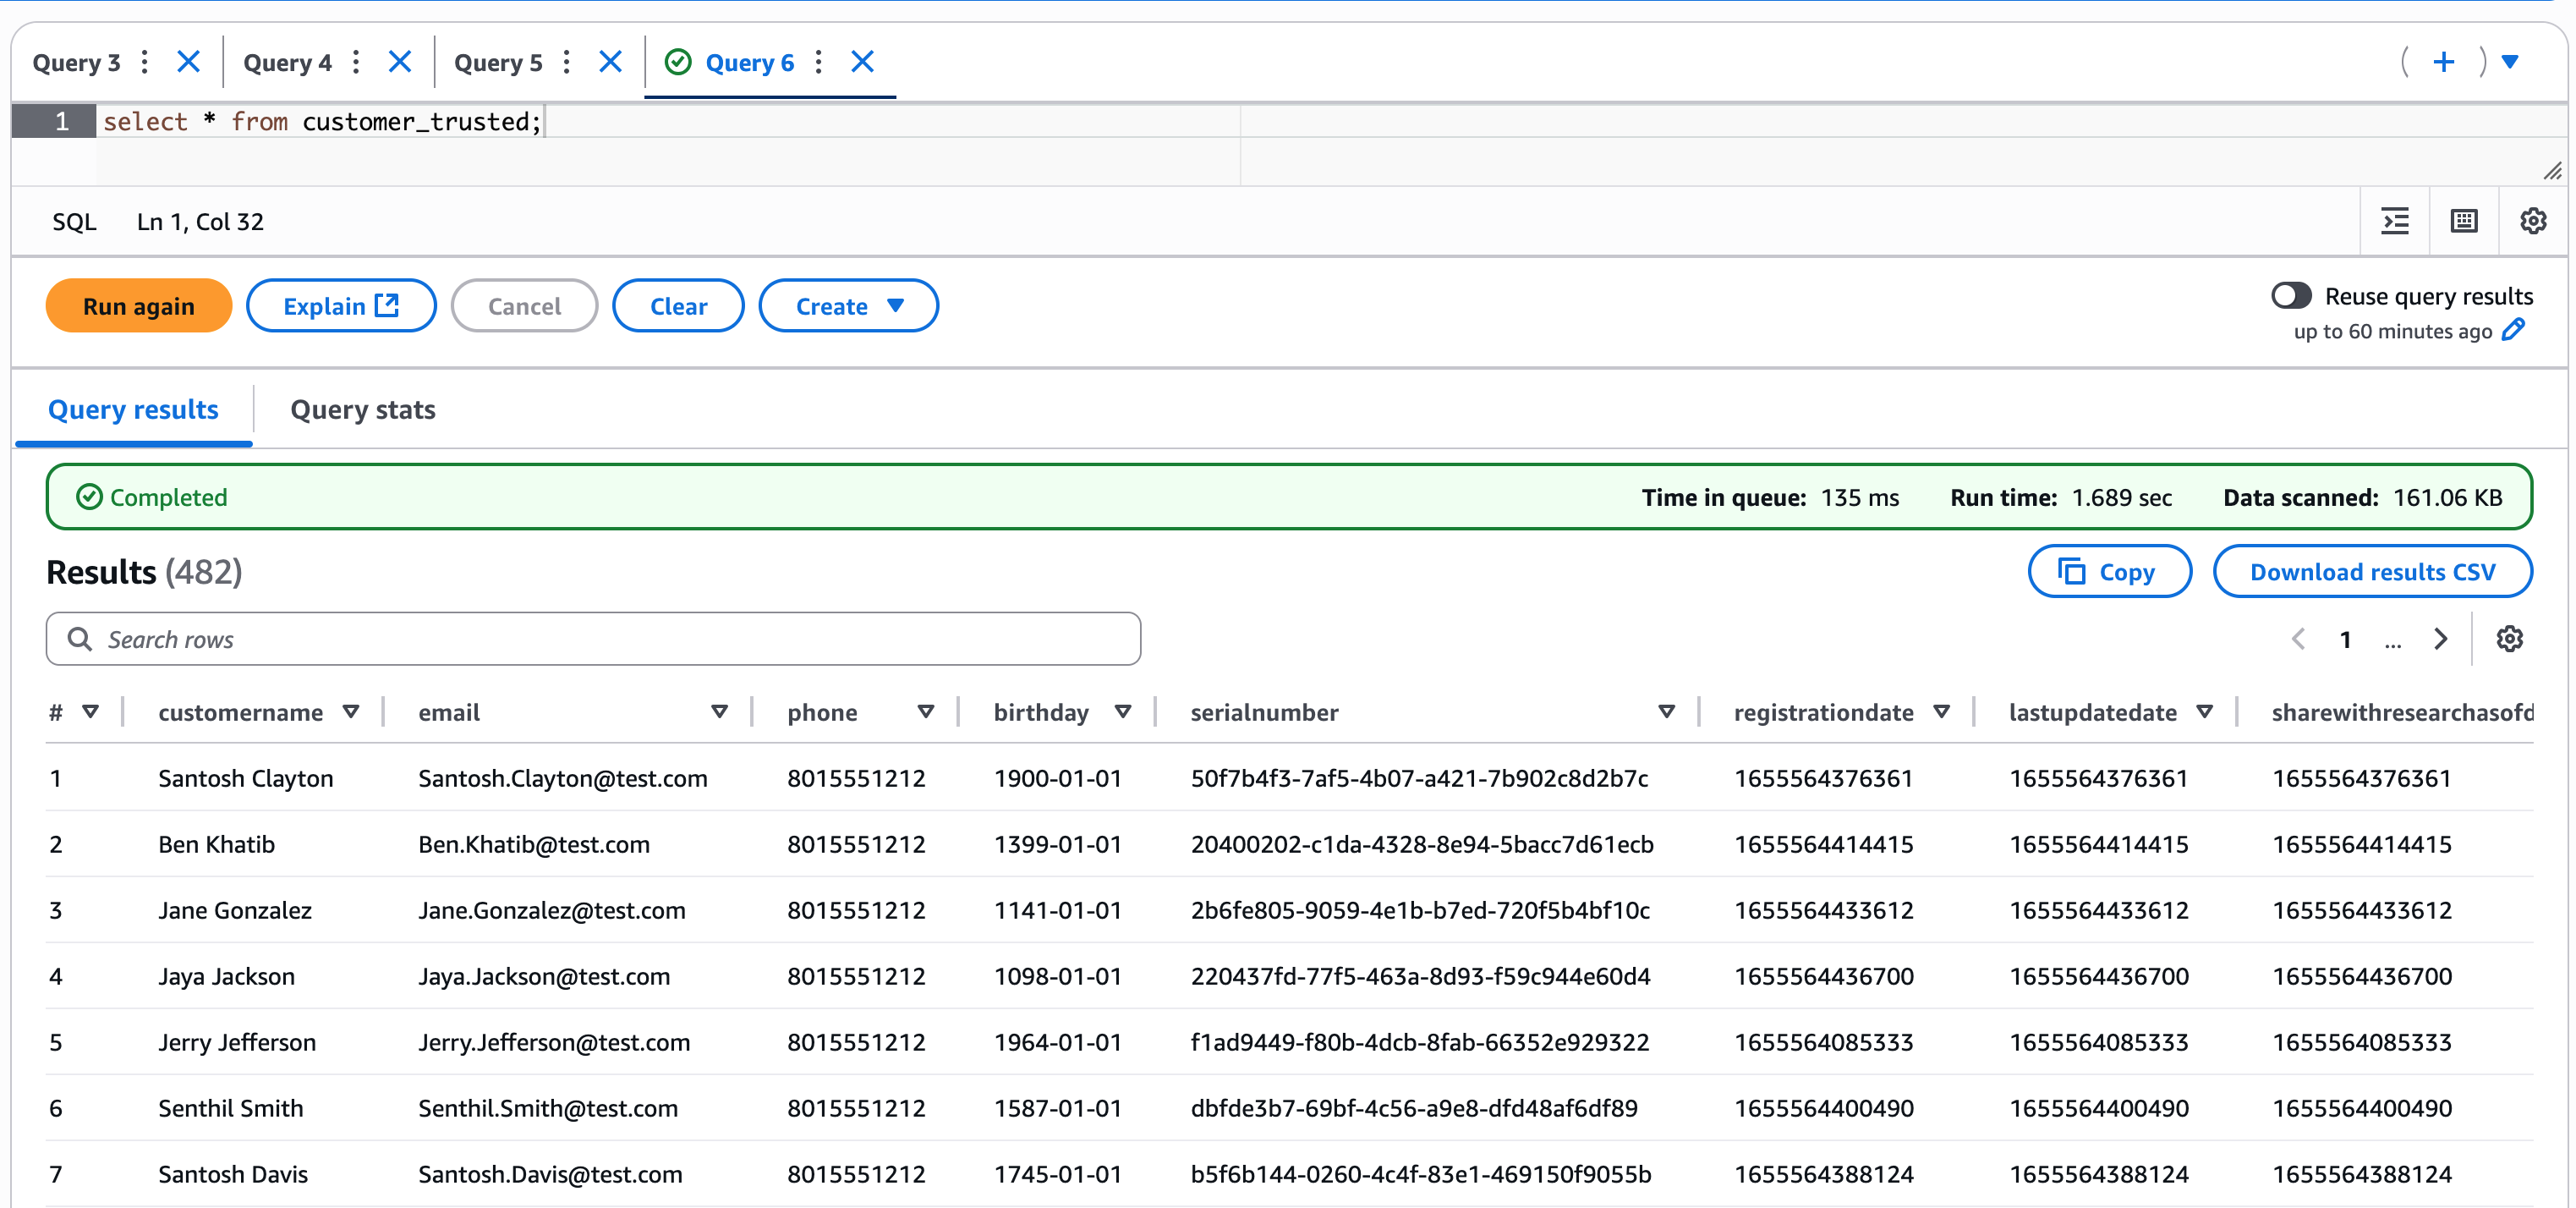 Query 3 Query 4 Query 5 Query 6
1 select * from customer_trusted;
SQL Ln 1, Col 32
Run again Explain Cancel Clear Create Reuse query results
up to 60 minutes ago
Query results Query stats
Completed Time in queue: 135 ms Run time: 1.689 sec Data scanned: 161.06 KB
Results (482) Copy Download results CSV
Search rows 1 ...
# customername email phone birthday serialnumber registrationdate lastupdatedate sharewithresearchasofd
1 Santosh Clayton Santosh.Clayton@test.com 8015551212 1900-01-01 50f7b4f3-7af5-4b07-a421-7b902c8d2b7c 1655564376361 1655564376361 1655564376361
2 Ben Khatib Ben.Khatib@test.com 8015551212 1399-01-01 20400202-c1da-4328-8e94-5bacc7d61ecb 1655564414415 1655564414415 1655564414415
3 Jane Gonzalez Jane.Gonzalez@test.com 8015551212 1141-01-01 2b6fe805-9059-4e1b-b7ed-720f5b4bf10c 1655564433612 1655564433612 1655564433612
4 Jaya Jackson Jaya.Jackson@test.com 8015551212 1098-01-01 220437fd-77f5-463a-8d93-f59c944e60d4 1655564436700 1655564436700 1655564436700
5 Jerry Jefferson Jerry.Jefferson@test.com 8015551212 1964-01-01 f1ad9449-f80b-4dcb-8fab-66352e929322 1655564085333 1655564085333 1655564085333
6 Senthil Smith Senthil.Smith@test.com 8015551212 1587-01-01 dbfde3b7-69bf-4c56-a9e8-dfd48af6df89 1655564400490 1655564400490 1655564400490
7 Santosh Davis Santosh.Davis@test.com 8015551212 1745-01-01 b5f6b144-0260-4c4f-83e1-469150f9055b 1655564388124 1655564388124 1655564388124